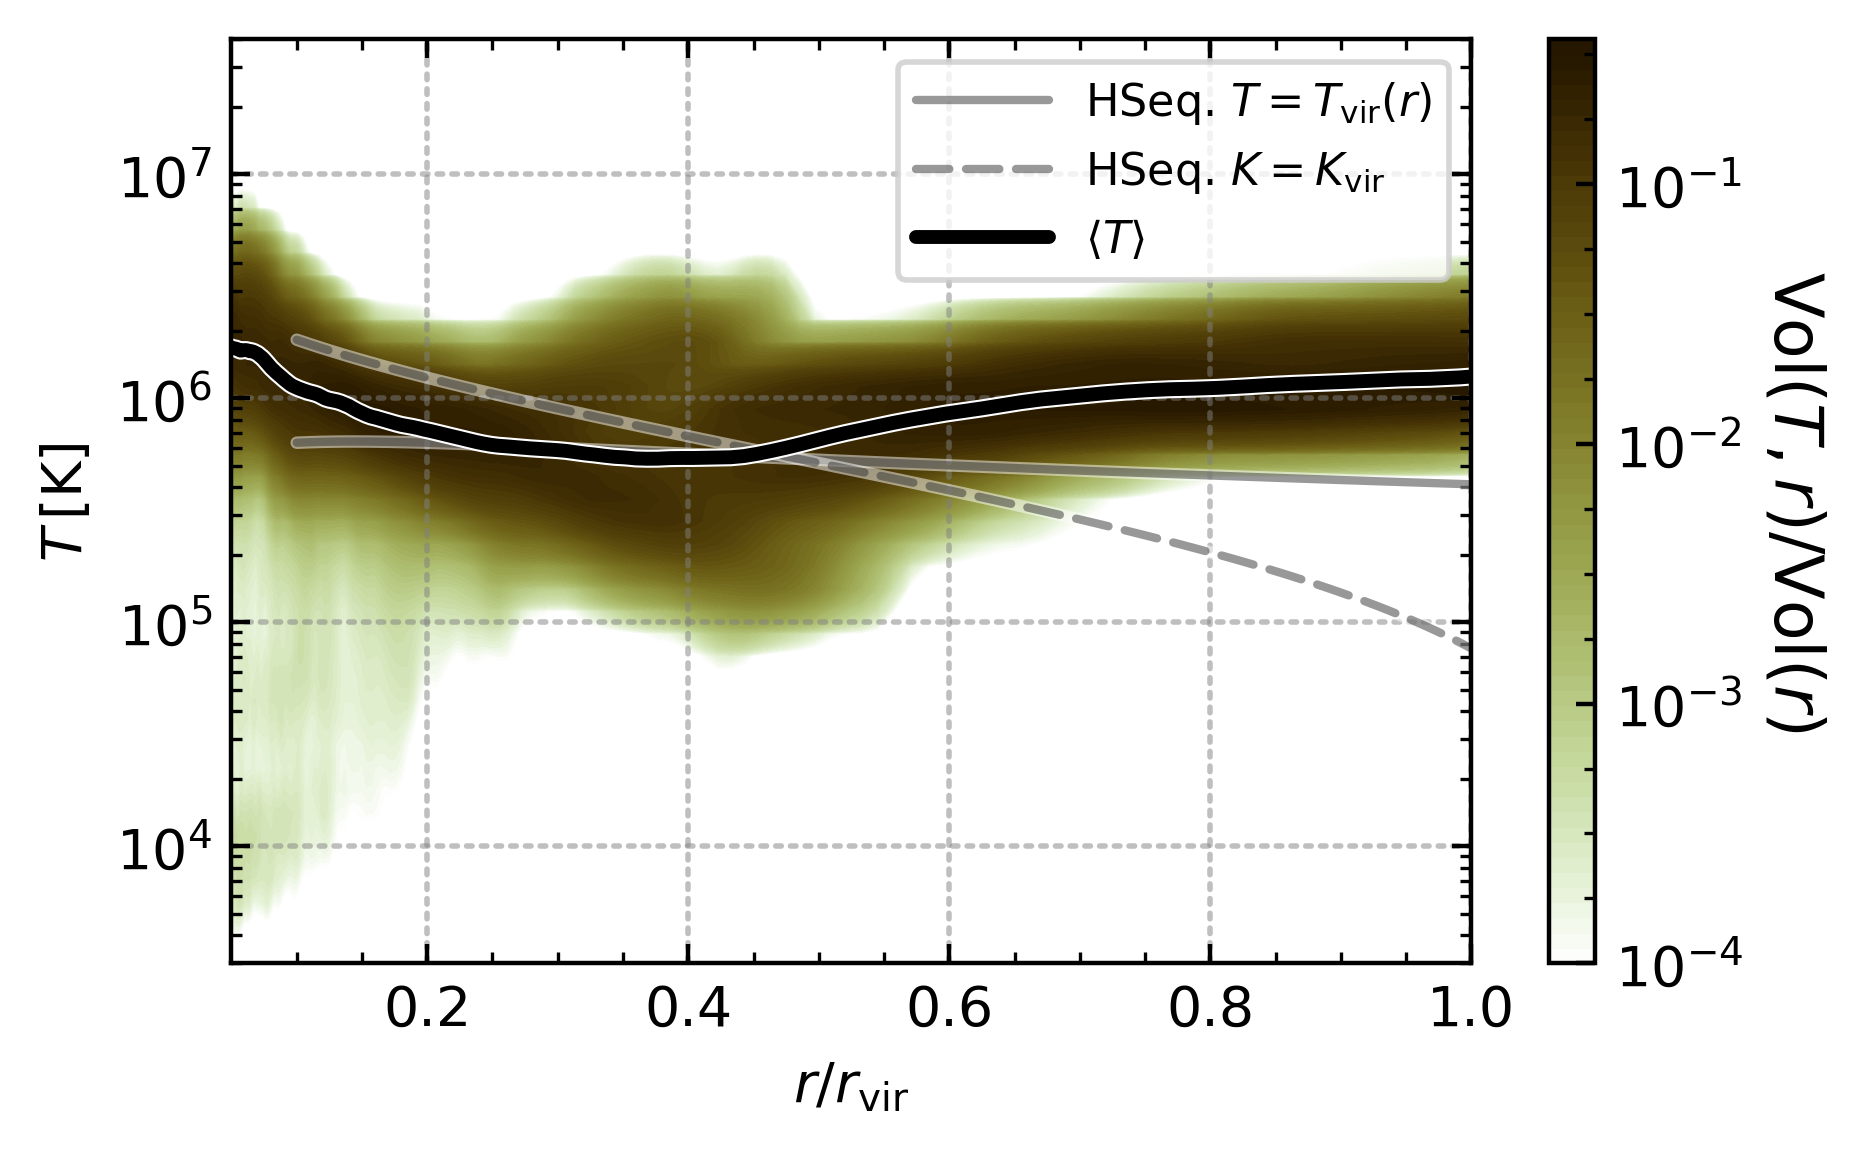 HSeq. T = T_vir(r)
HSeq. K = K_vir
⟨T⟩
10^7
10^6
10^5
10^4
T [K]
0.2 0.4 0.6 0.8 1.0
r/r_vir
10^−1
10^−2
10^−3
10^−4
Vol(T, r)/Vol(r)